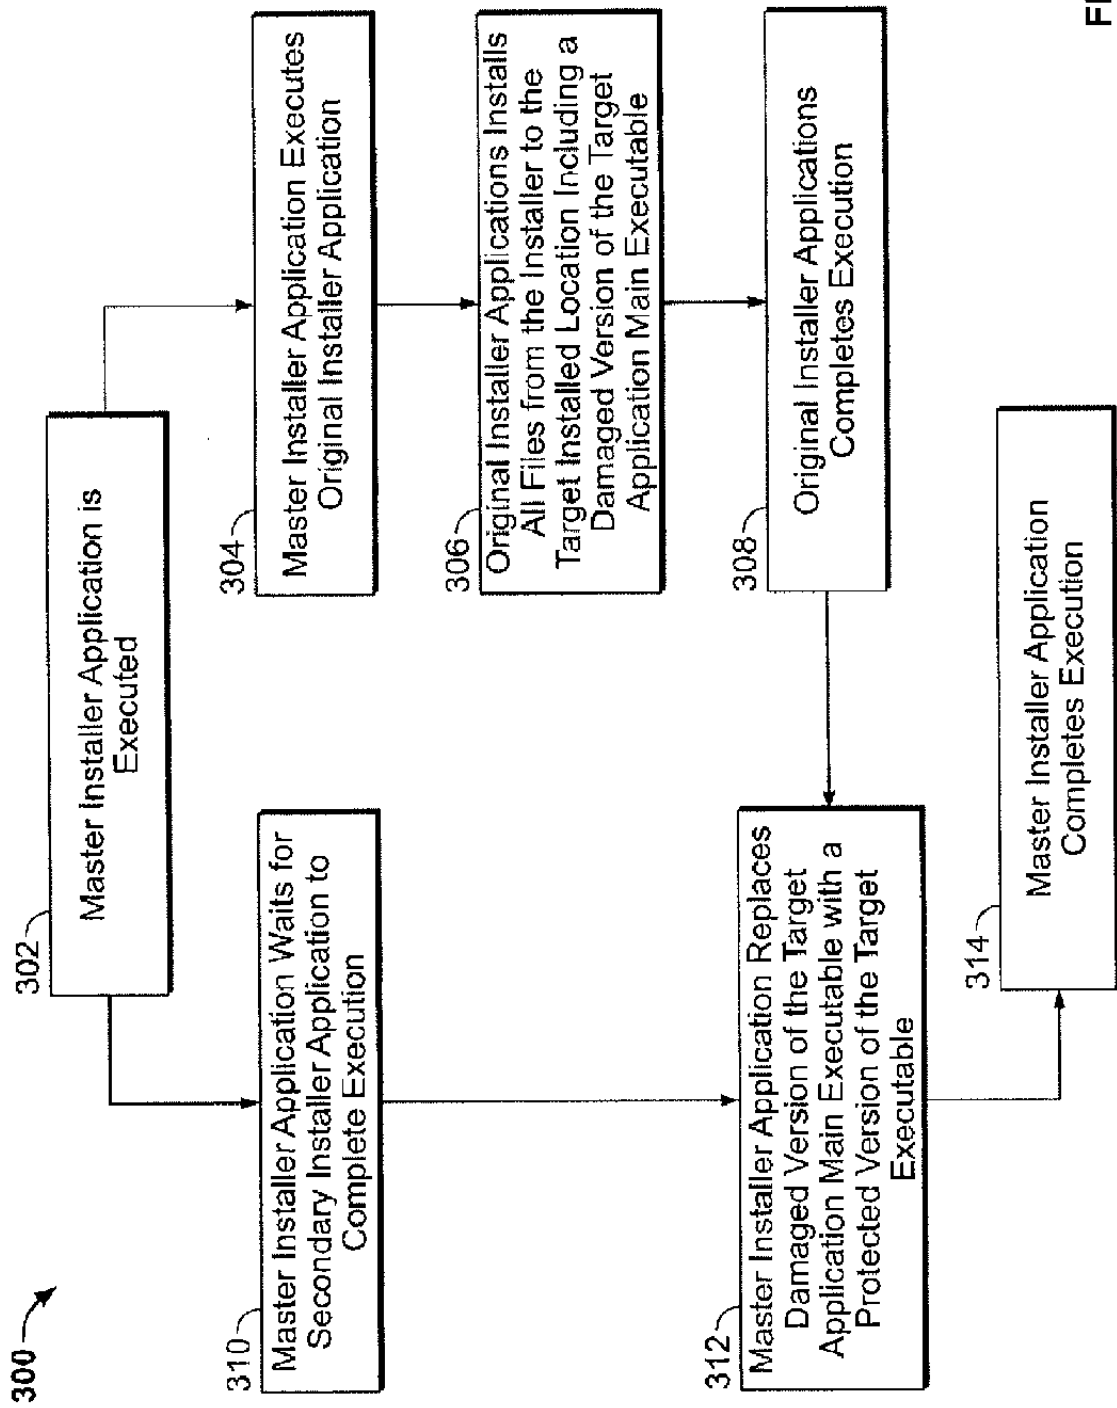 300
302
Master Installer Application is
Executed
304
Master Installer Application Executes
Original Installer Application
306
Original Installer Applications Installs
All Files from the Installer to the
Target Installed Location Including a
Damaged Version of the Target
Application Main Executable
308
Original Installer Applications
Complete Execution
310
Master Installer Application Waits for
Secondary Installer Application to
Complete Execution
312
Master Installer Application Replaces
Damaged Version of the Target
Application Main Executable with a
Protected Version of the Target
Executable
314
Master Installer Application
Completes Execution